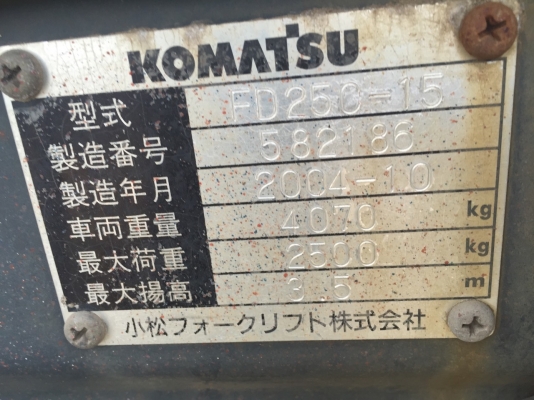 KOMATSU
型式 FD25C-15
製造番号 582186
製造年月 2004-10
車両重量 4070 kg
最大荷重 2500 kg
最大揚高 3.5 m
小松フォークリフト株式会社